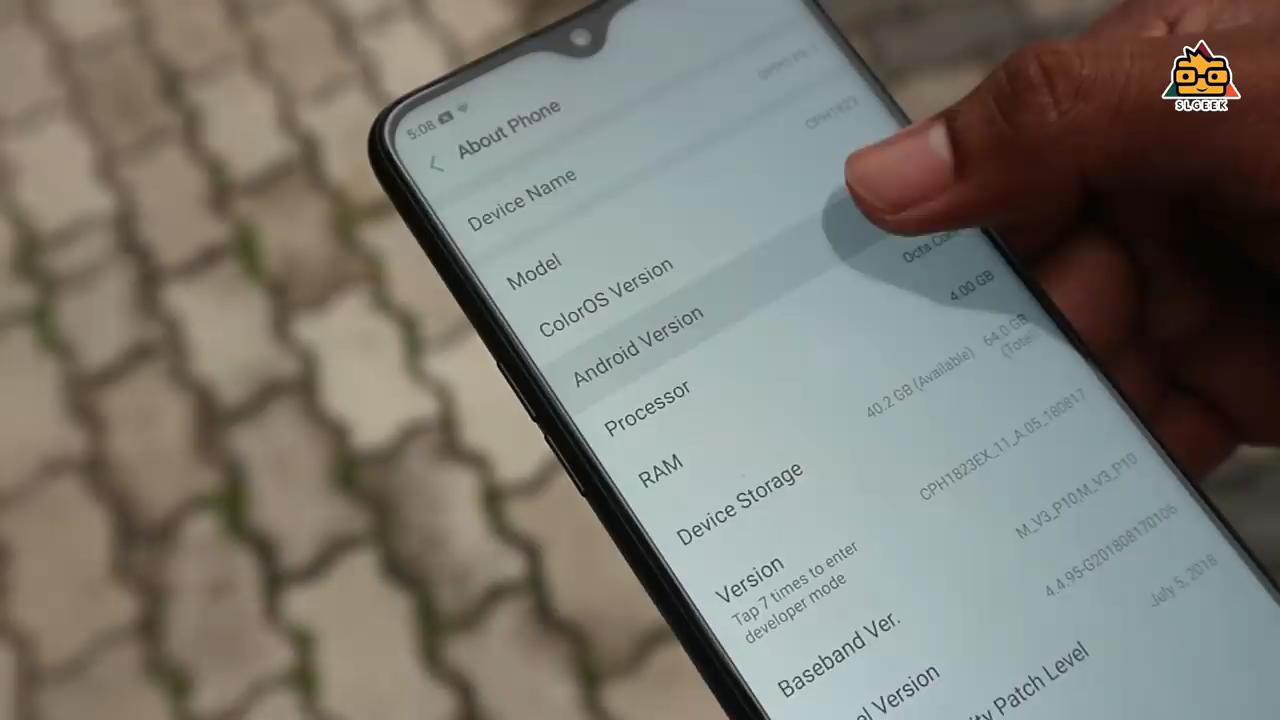 SLGEEK
5:08
About Phone
Device Name
OPPO F9
Model
CPH1823
ColorOS Version
Android Version
Processor
Octa
RAM
4.00 GB
Device Storage
40.2 GB (Available) 64.0 GB
Version
CPH1823EX_11_A.05_180817
Tap 7 times to enter
developer mode
Baseband Ver.
M_V3_P10,M_V3_P10
Version
4.4.95-G201808170106
Patch Level
July 5, 2018